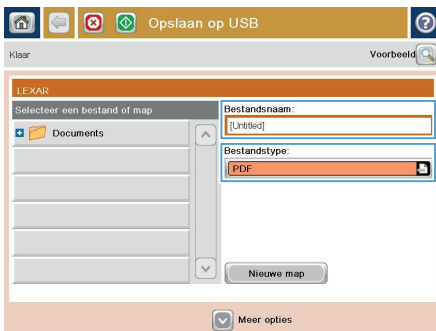 Opslaan op USB
Klaar
Voorbeeld
LEXAR
Selecteer een bestand of map
Documents
Bestandsnaam:
[Untitled]
Bestandstype:
PDF
Nieuwe map
Meer opties